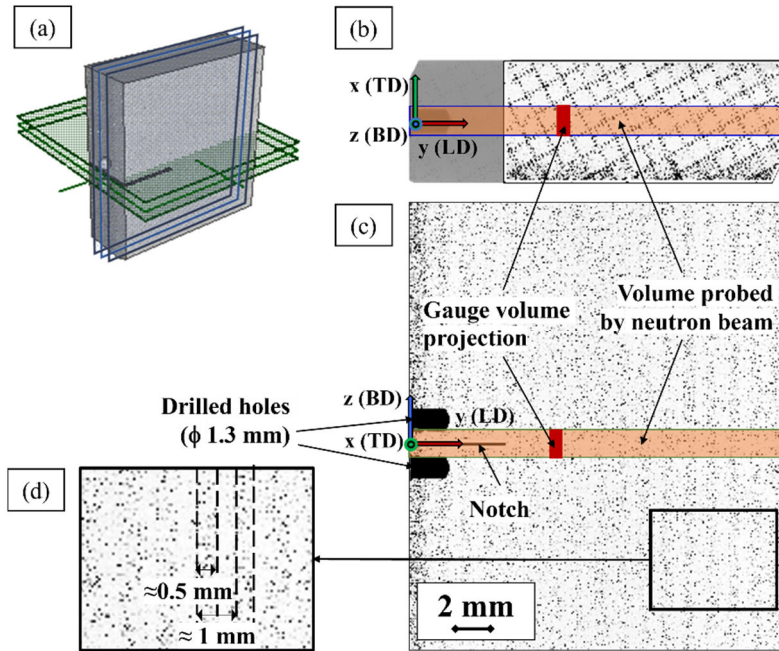 (a)
(b)
x (TD)
z (BD)
y (LD)
(c)
Gauge volume
projection
Volume probed
by neutron beam
Drilled holes
(ϕ 1.3 mm)
z (BD)
y (LD)
x (TD)
Notch
(d)
≈0.5 mm
≈ 1 mm
2 mm